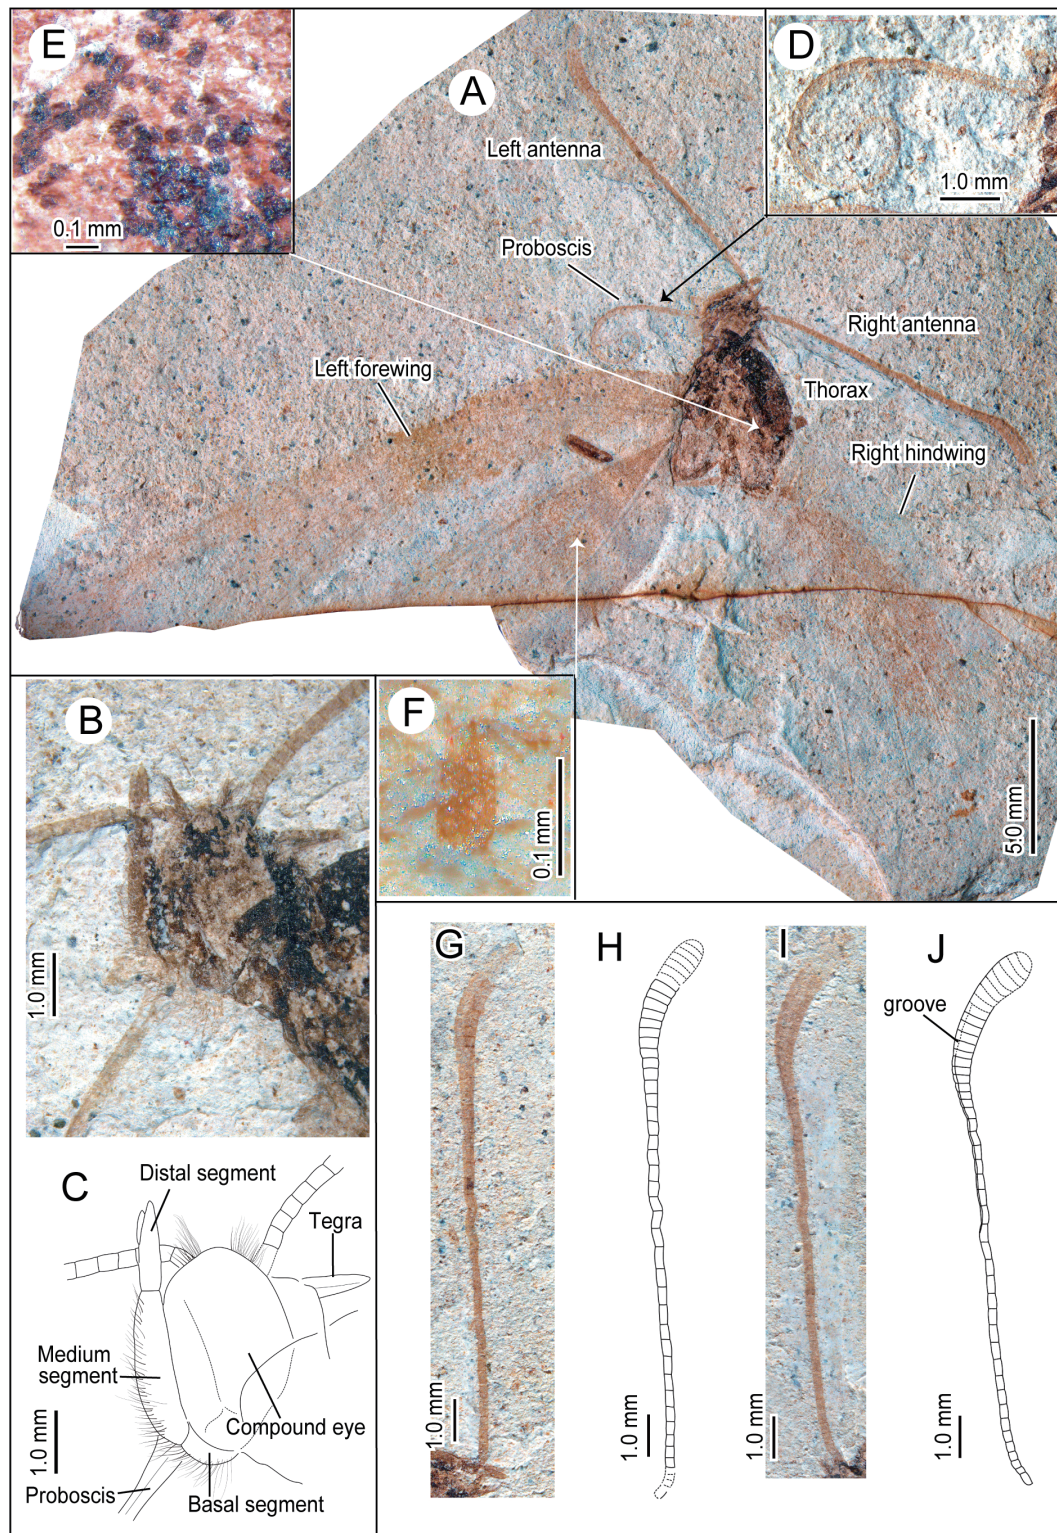 E
0.1 mm
A
D
1.0 mm
Left antenna
Proboscis
Right antenna
Left forewing
Thorax
Right hindwing
5.0 mm
B
1.0 mm
F
0.1 mm
C
Distal segment
Tegra
Medium
segment
Compound eye
1.0 mm
Proboscis
Basal segment
G
1.0 mm
H
1.0 mm
I
1.0 mm
J
groove
1.0 mm